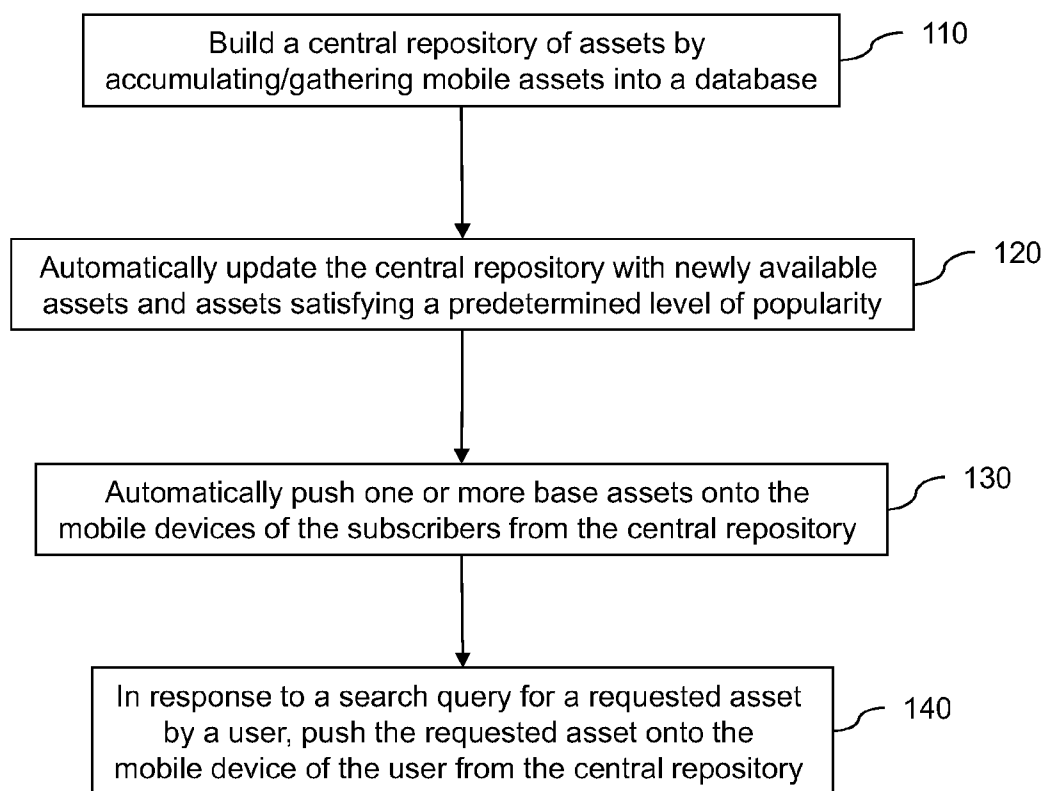 Build a central repository of assets by
accumulating/gathering mobile assets into a database
110
Automatically update the central repository with newly available
assets and assets satisfying a predetermined level of popularity
120
Automatically push one or more base assets onto the
mobile devices of the subscribers from the central repository
130
In response to a search query for a requested asset
by a user, push the requested asset onto the
mobile device of the user from the central repository
140